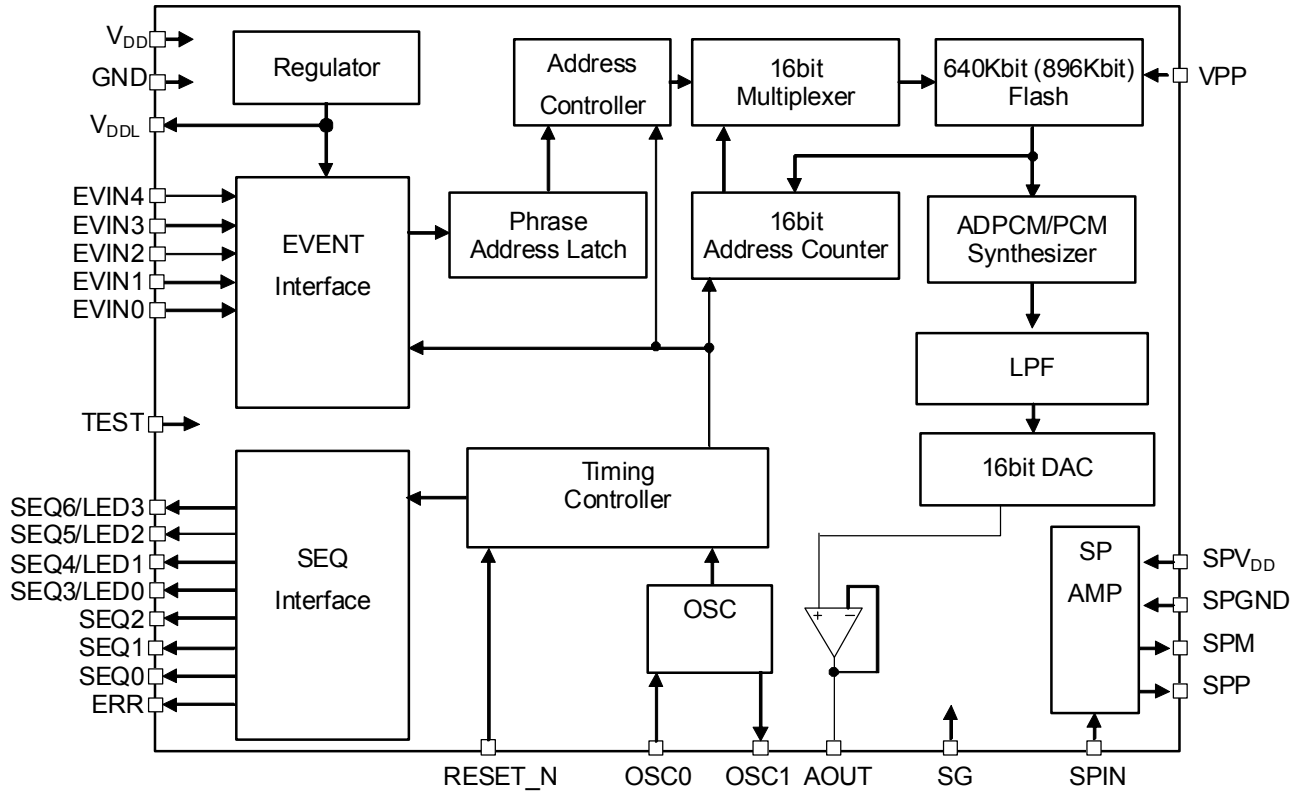 V_DD
GND
V_DDL
EVIN4
EVIN3
EVIN2
EVIN1
EVIN0
TEST
SEQ6/LED3
SEQ5/LED2
SEQ4/LED1
SEQ3/LED0
SEQ2
SEQ1
SEQ0
ERR
Regulator
EVENT
Interface
SEQ
Interface
Address
Controller
Phrase
Address Latch
16bit
Multiplexer
16bit
Address Counter
640Kbit (896Kbit)
Flash
ADPCM/PCM
Synthesizer
LPF
16bit DAC
Timing
Controller
OSC
+ −
SP
AMP
VPP
SPV_DD
SPGND
SPM
SPP
RESET_N
OSC0
OSC1
AOUT
SG
SPIN